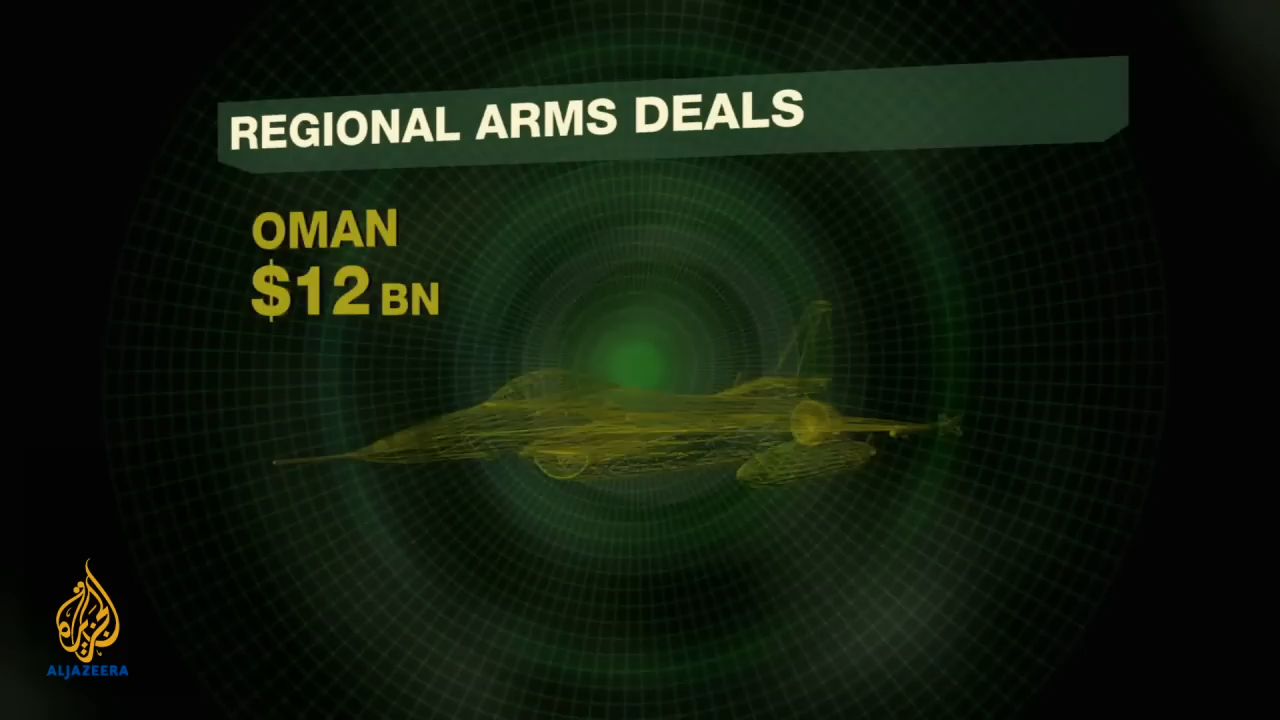 REGIONAL ARMS DEALS
OMAN
$12 BN
الجزيرة
ALJAZEERA